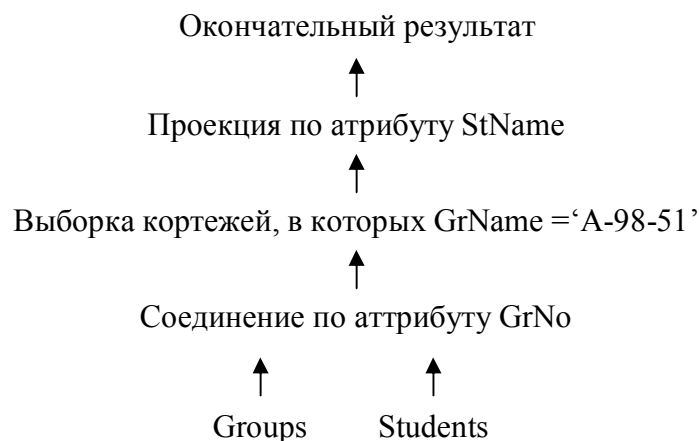 Окончательный результат
Проекция по атрибуту StName
Выборка кортежей, в которых GrName =‘А-98-51’
Соединение по аттрибуту GrNo
Groups Students